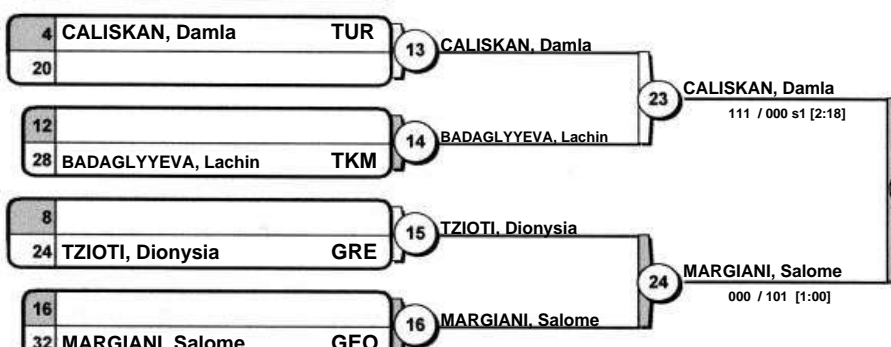 4 CALISKAN, Damla TUR
20
13 CALISKAN, Damla
23 CALISKAN, Damla
111 / 000 s1 [2:18]
12
28 BADAGLYYEVA, Lachin TKM
14 BADAGLYYEVA, Lachin
8
24 TZIOTI, Dionysia GRE
15 TZIOTI, Dionysia
24 MARGIANI, Salome
000 / 101 [1:00]
16
32 MARGIANI, Salome GEO
16 MARGIANI, Salome